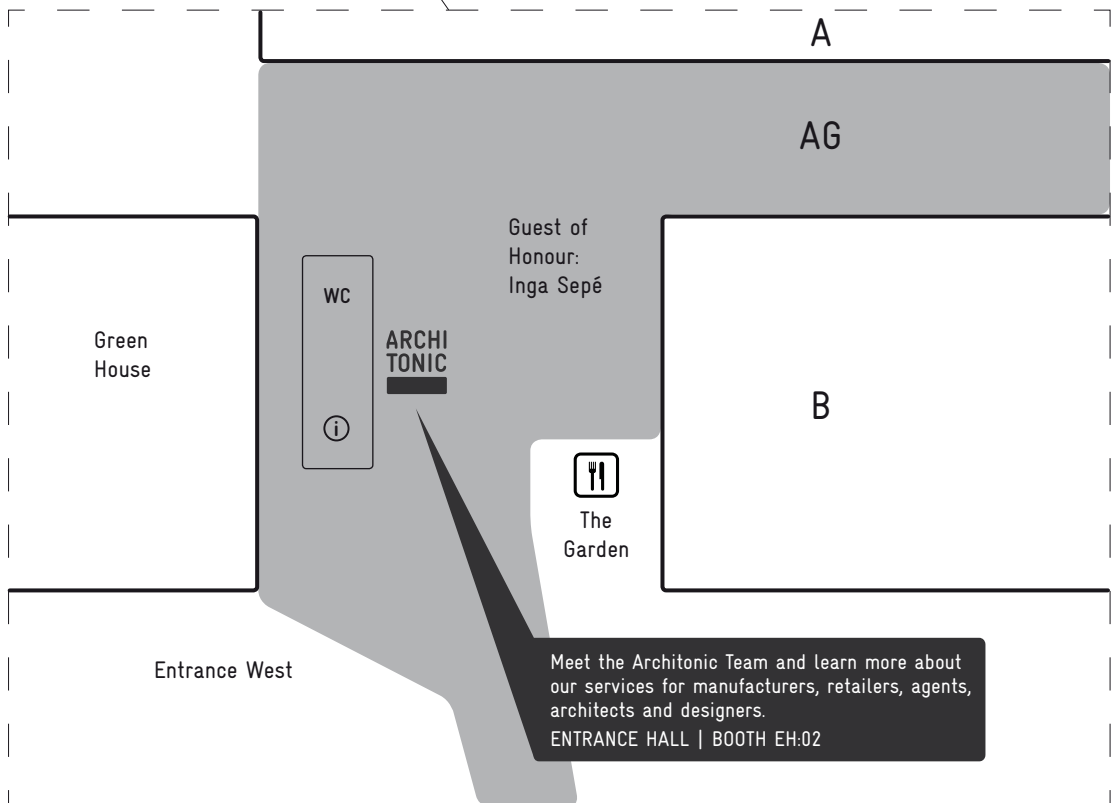 A
AG
Guest of
Honour:
Inga Sepé
WC
ARCHI
TONIC
Green
House
B
i
The
Garden
Entrance West
Meet the Architonic Team and learn more about
our services for manufacturers, retailers, agents,
architects and designers.
ENTRANCE HALL | BOOTH EH:02